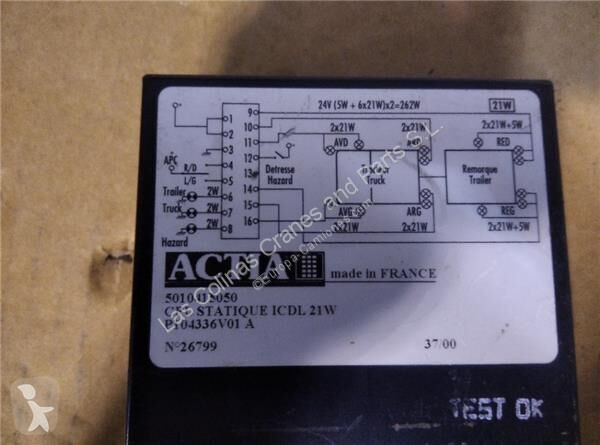 24V (5W + 6x21W)x2=262W
21W
1 9
2 10
3 11
4 12
5 13
6 14
7 15
8 16
APC
R/D
L/G
Trailer 2W
Truck 2W
2W
Hazard
Detresse
Hazard
2x21W
2x21W
2x21W+5W
AVD
RED
Truck
Remorque
Trailer
AVG
ARG
REG
2x21W
2x21W
2x21W+5W
ACTIA
made in FRANCE
STATIQUE ICDL 21W
P104336V01 A
N°26799
37/00
TEST OK
Las Colinas Cranes and Parts S.L.
©Europa-Camiones.com